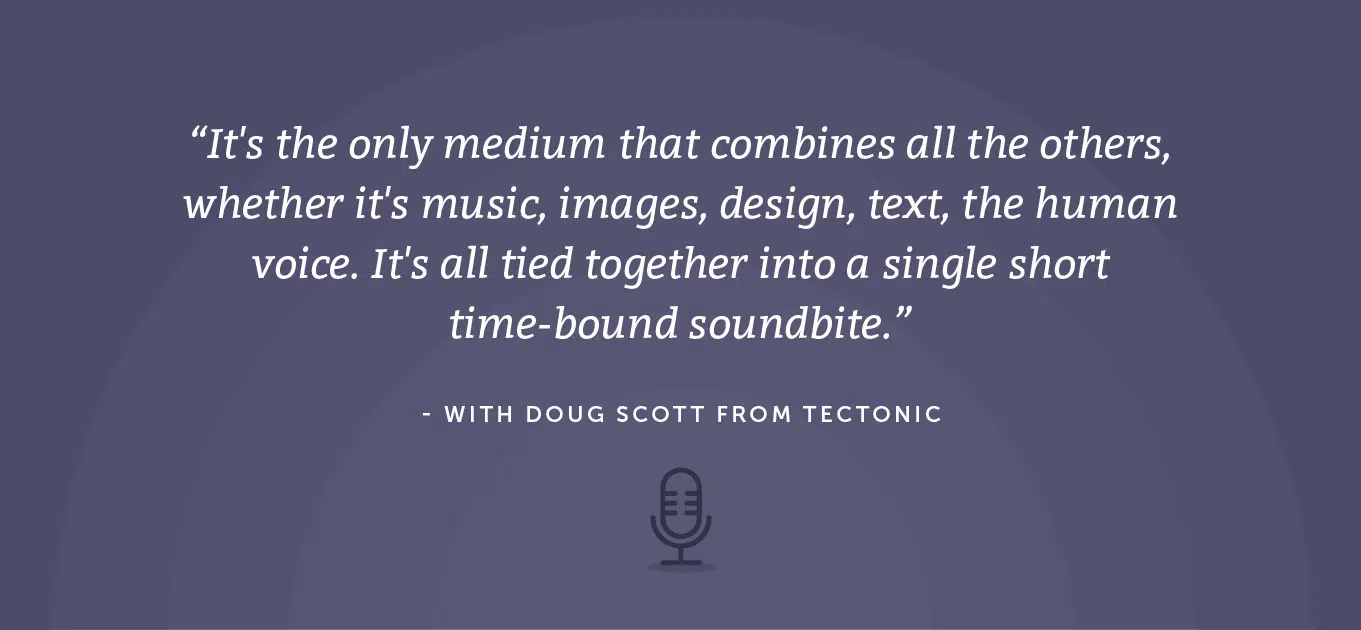 “It's the only medium that combines all the others,
whether it's music, images, design, text, the human
voice. It's all tied together into a single short
time-bound soundbite.”
- WITH DOUG SCOTT FROM TECTONIC